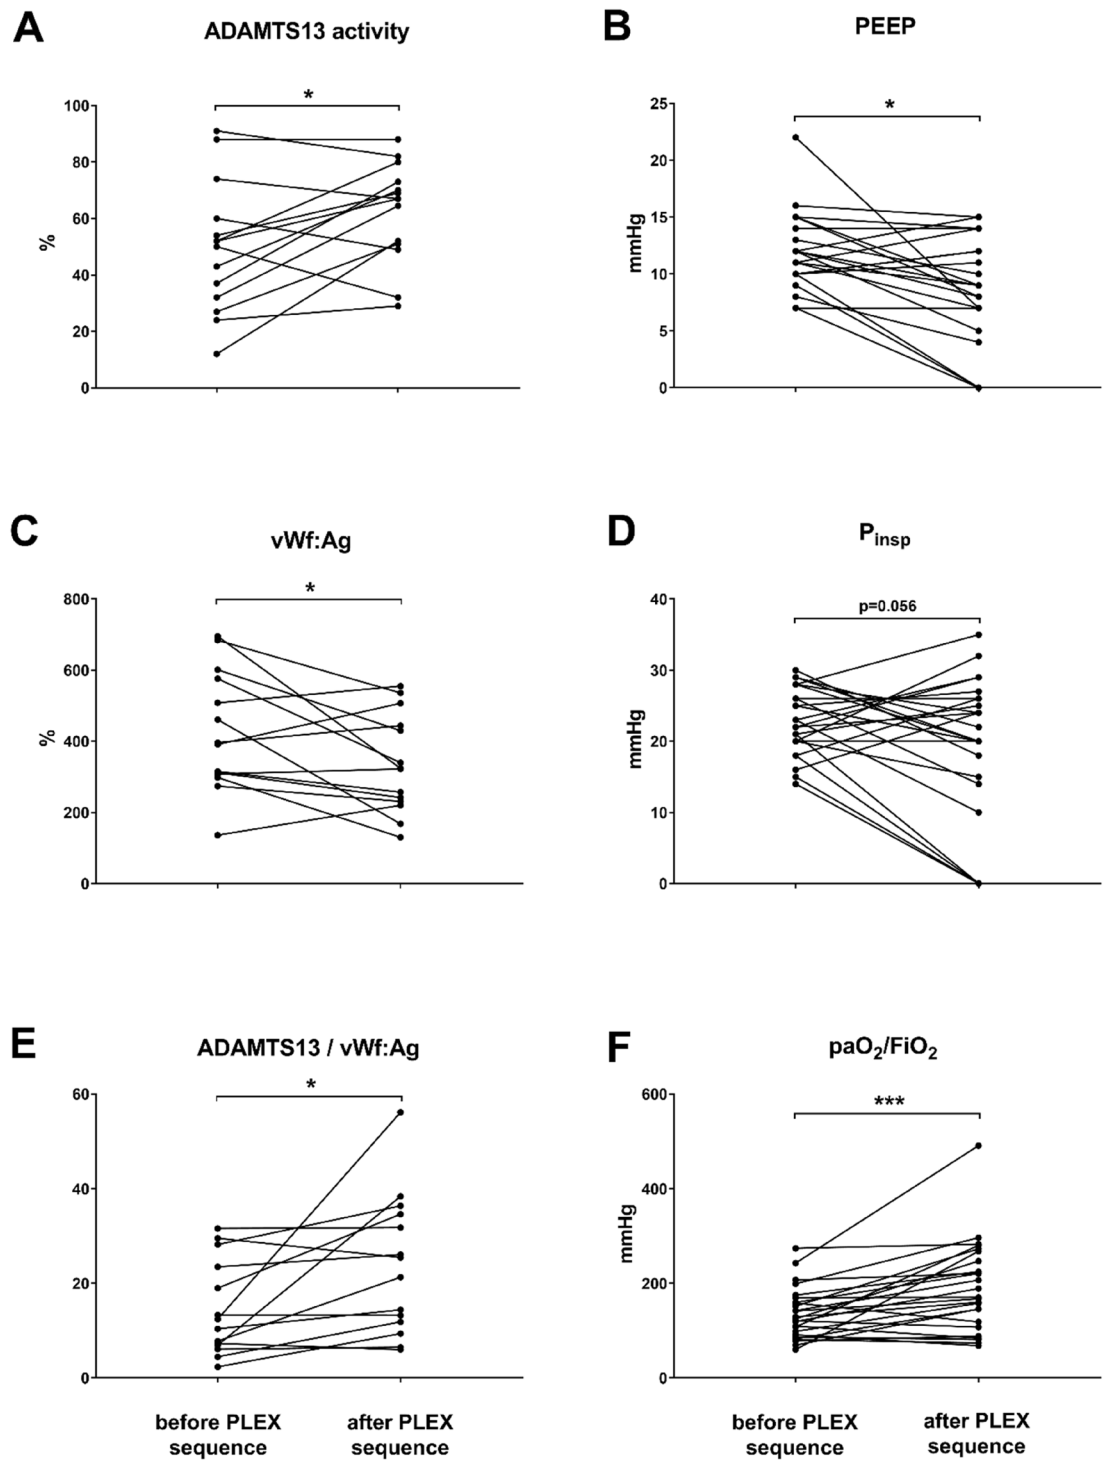 A
ADAMTS13 activity
*
100
80
60
40
20
0
%
B
PEEP
*
25
20
15
10
5
0
mmHg
C
vWf:Ag
*
800
600
400
200
0
%
D
P_insp
p=0.056
40
30
20
10
0
mmHg
E
ADAMTS13 / vWf:Ag
*
60
40
20
0
before PLEX
sequence
after PLEX
sequence
F
paO₂/FiO₂
***
600
400
200
0
mmHg
before PLEX
sequence
after PLEX
sequence